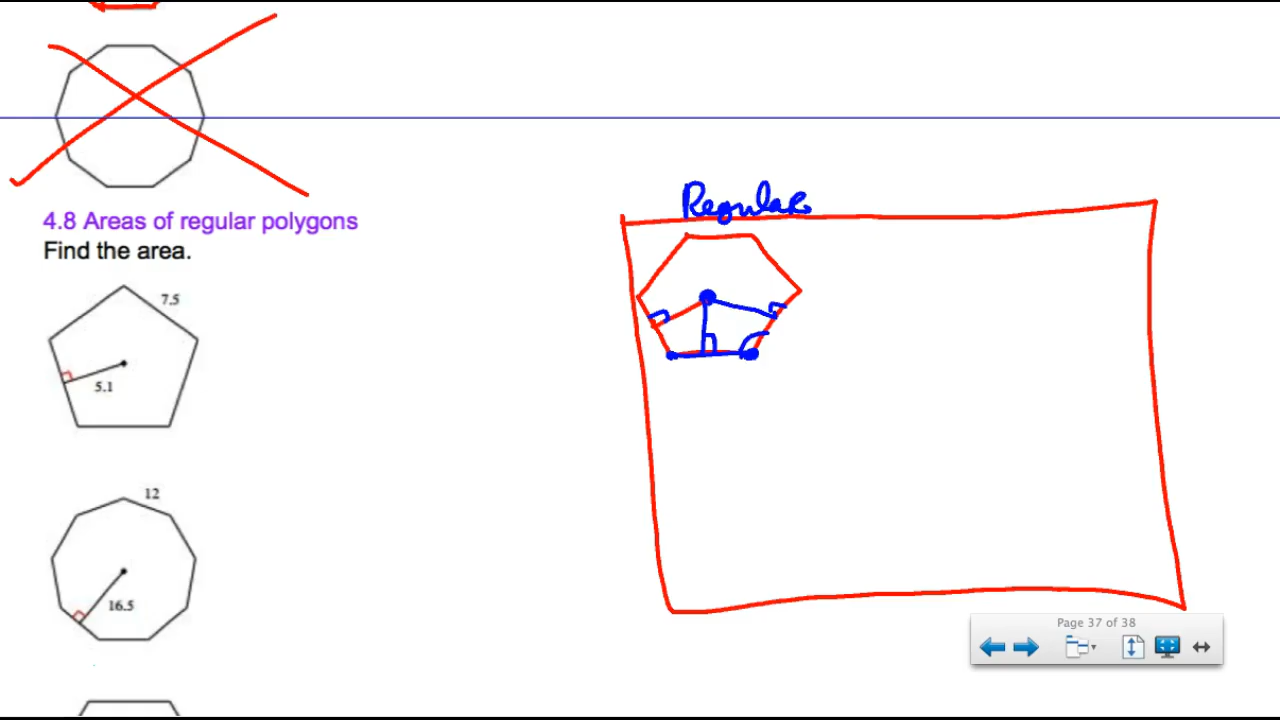 4.8 Areas of regular polygons
Find the area.
7.5
5.1
12
16.5
Regular
Page 37 of 38